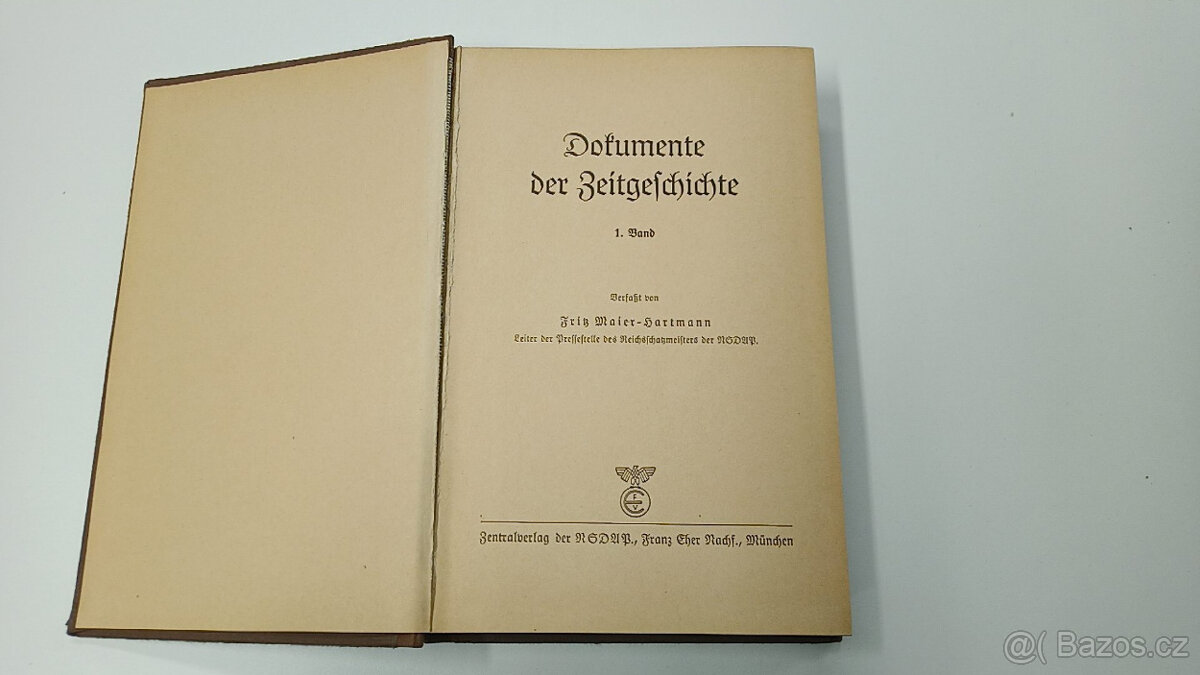 Dokumente
der Zeitgeschichte
1. Band
Verfaßt von
Fritz Maier-Hartmann
Leiter der Pressestelle des Reichsschatzmeisters der NSDAP.
F
E
V
Zentralverlag der NSDAP., Franz Eher Nachf., München
@( Bazos.cz